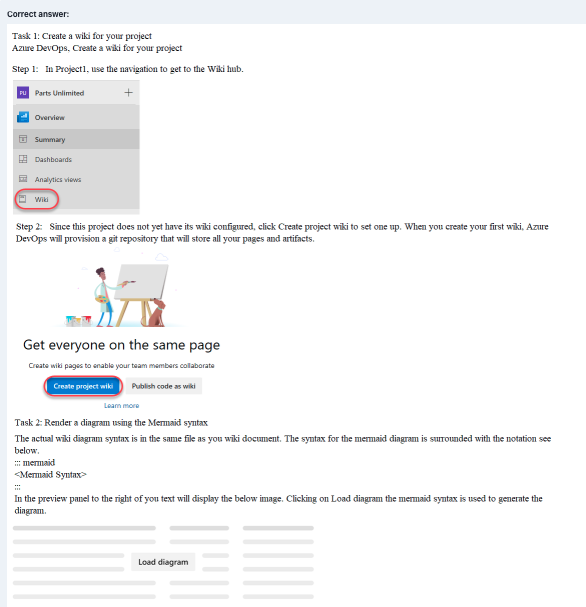 Correct answer:
Task 1: Create a wiki for your project
Azure DevOps, Create a wiki for your project
Step 1: In Project1, use the navigation to get to the Wiki hub.
PU Parts Unlimited +
Overview
Summary
Dashboards
Analytics views
Wiki
Step 2: Since this project does not yet have its wiki configured, click Create project wiki to set one up. When you create your first wiki, Azure
DevOps will provision a git repository that will store all your pages and artifacts.
Get everyone on the same page
Create wiki pages to enable your team members collaborate
Create project wiki Publish code as wiki
Learn more
Task 2: Render a diagram using the Mermaid syntax
The actual wiki diagram syntax is in the same file as you wiki document. The syntax for the mermaid diagram is surrounded with the notation see
below.
::: mermaid
<Mermaid Syntax>
:::
In the preview panel to the right of you text will display the below image. Clicking on Load diagram the mermaid syntax is used to generate the
diagram.
Load diagram